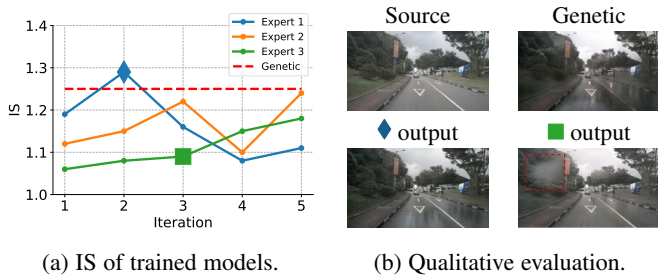 1.4
1.3
1.2
1.1
1.0
IS
1
2
3
4
5
Iteration
Expert 1
Expert 2
Expert 3
Genetic
(a) IS of trained models.
Source
Genetic
output
output
(b) Qualitative evaluation.